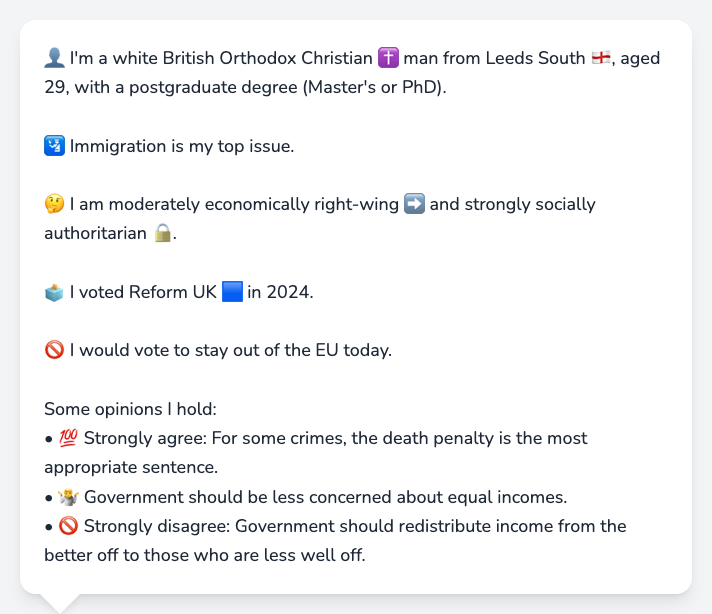 👤 I'm a white British Orthodox Christian ✝️ man from Leeds South 🏴󠁧󠁢󠁥󠁮󠁧󠁿, aged
29, with a postgraduate degree (Master's or PhD).
🛂 Immigration is my top issue.
🤔 I am moderately economically right-wing ➡️ and strongly socially
authoritarian 🔒.
🗳️ I voted Reform UK 🟦 in 2024.
🚫 I would vote to stay out of the EU today.
Some opinions I hold:
• 💯 Strongly agree: For some crimes, the death penalty is the most
appropriate sentence.
• 🤷 Government should be less concerned about equal incomes.
• 🚫 Strongly disagree: Government should redistribute income from the
better off to those who are less well off.